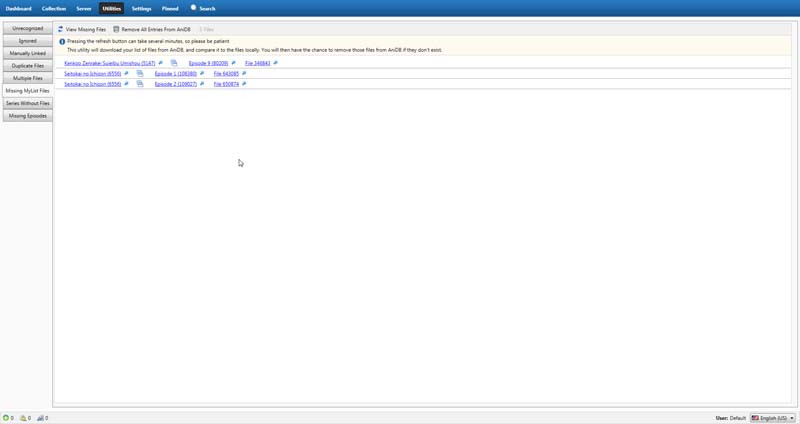 Dashboard Collection Server Utilities Settings Pinned Search
Unrecognised
Ignored
Manually Linked
Duplicate Files
Multiple Files
Missing MyList Files
Series Without Files
Missing Episodes
View Missing Files Remove All Entries From AniDB 3 Files
Pressing the refresh button can take several minutes, so please be patient
This utility will download your list of files from AniDB, and compare it to the files locally. You will then have the chance to remove those files from AniDB if they don't exist.
Kenkoo Zenrakei Suieibu Umishou (5147) Episode 9 (80209) File 346843
Seitokai no Ichizon (6556) Episode 1 (108380) File 643085
Seitokai no Ichizon (6556) Episode 2 (109027) File 650874
0 0 0
User: Default English (US)